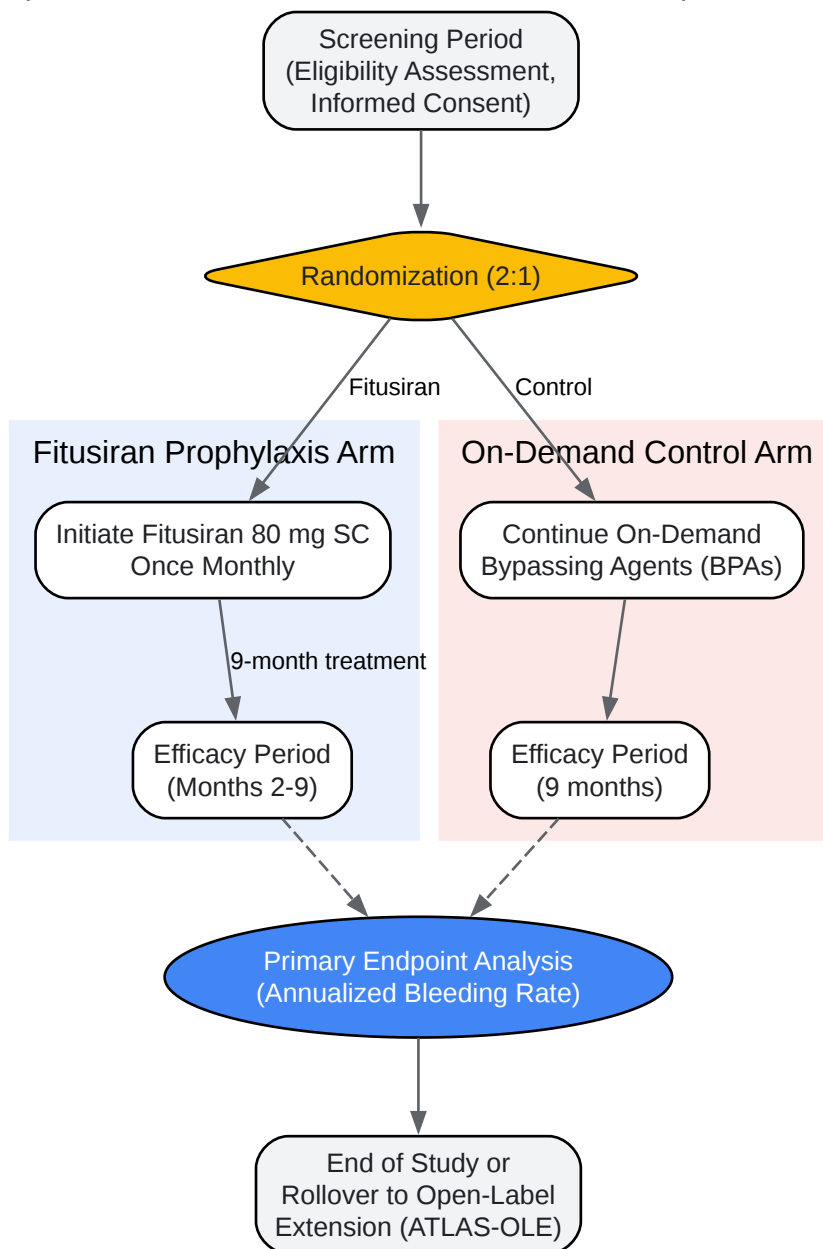 Screening Period
(Eligibility Assessment,
Informed Consent)
Randomization (2:1)
Fitusiran
Control
Fitusiran Prophylaxis Arm
On-Demand Control Arm
Initiate Fitusiran 80 mg SC
Once Monthly
Continue On-Demand
Bypassing Agents (BPAs)
9-month treatment
Efficacy Period
(Months 2-9)
Efficacy Period
(9 months)
Primary Endpoint Analysis
(Annualized Bleeding Rate)
End of Study or
Rollover to Open-Label
Extension (ATLAS-OLE)